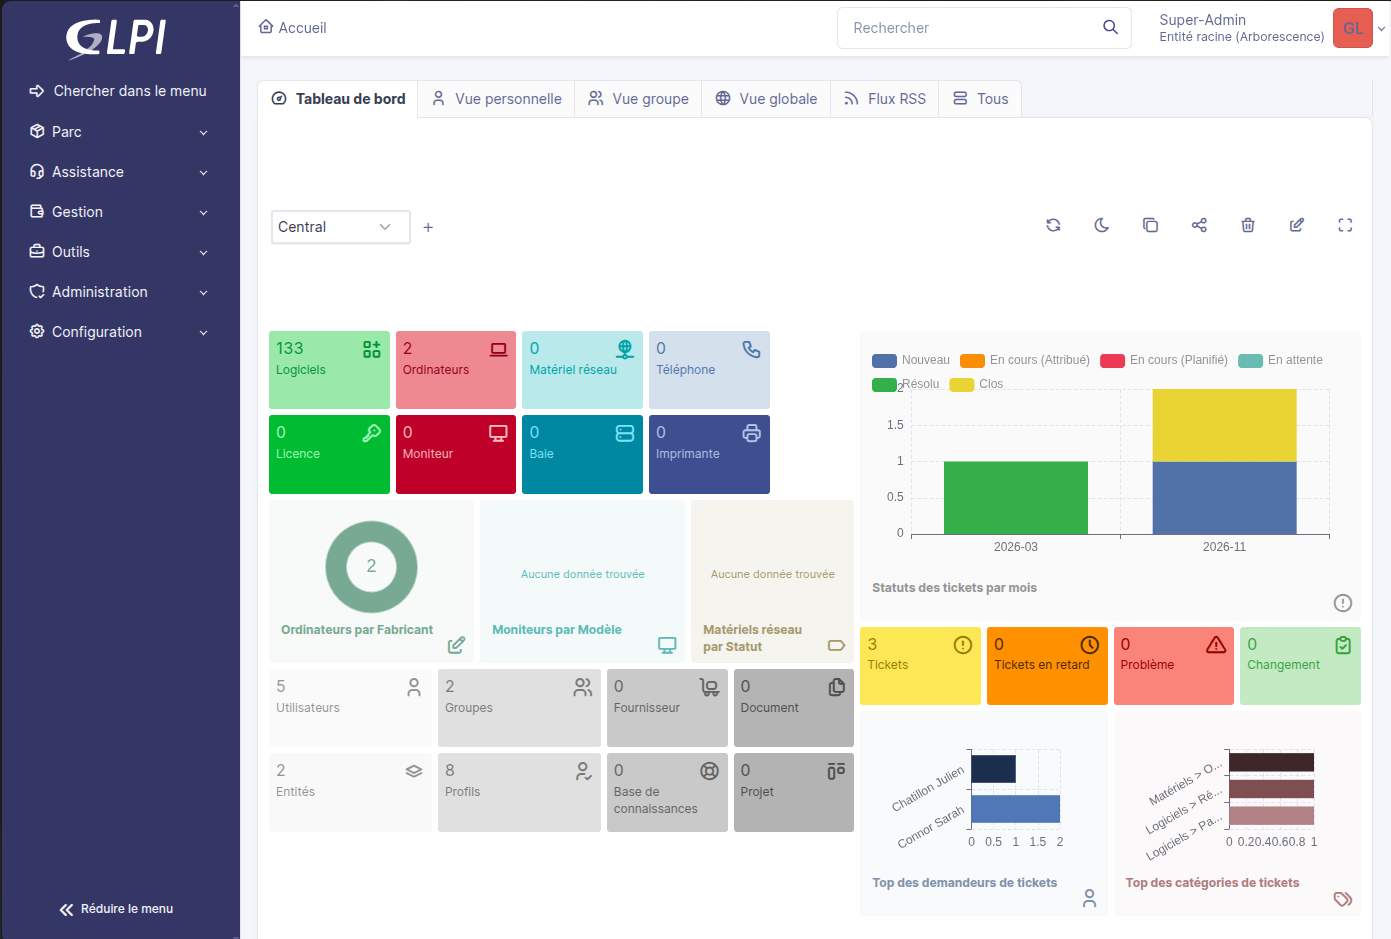 GLPI
Accueil
Rechercher
Super-Admin
Entité racine (Arborescence)
GL
Chercher dans le menu
Parc
Assistance
Gestion
Outils
Administration
Configuration
Réduire le menu
Tableau de bord
Vue personnelle
Vue groupe
Vue globale
Flux RSS
Tous
Central
+
133
Logiciels
2
Ordinateurs
0
Matériel réseau
0
Téléphone
0
Licence
0
Moniteur
0
Baie
0
Imprimante
2
Ordinateurs par Fabricant
Aucune donnée trouvée
Moniteurs par Modèle
Aucune donnée trouvée
Matériels réseau
par Statut
5
Utilisateurs
2
Groupes
0
Fournisseur
0
Document
2
Entités
8
Profils
0
Base de
connaissances
0
Projet
Nouveau
En cours (Attribué)
En cours (Planifié)
En attente
Résolu
Clos
2
1.5
1
0.5
0
2026-03
2026-11
Statuts des tickets par mois
3
Tickets
0
Tickets en retard
0
Problème
0
Changement
Chatillon Julien
Connor Sarah
0 0.5 1 1.5 2
Top des demandeurs de tickets
Matériels > O...
Logiciels > Ré...
Logiciels > Pa...
0 0.20.40.60.8 1
Top des catégories de tickets